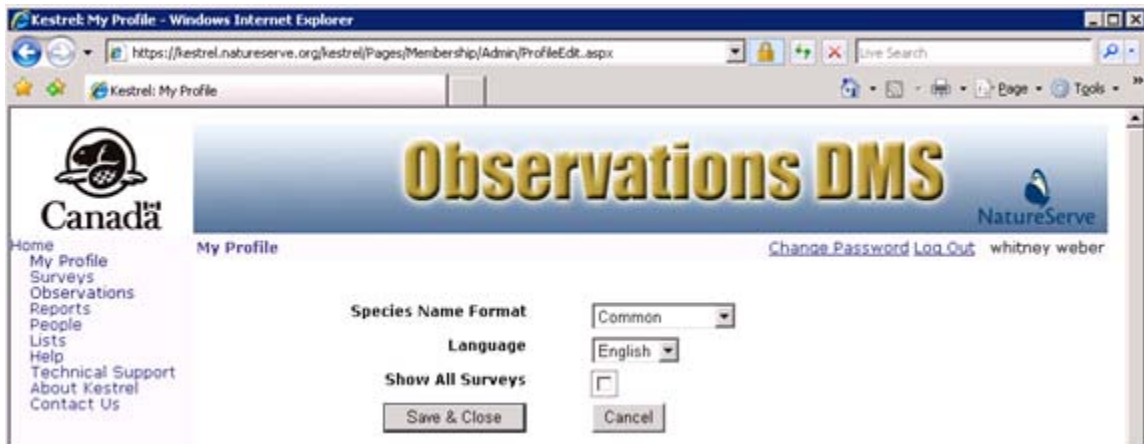 Kestrel: My Profile - Windows Internet Explorer
https://kestrel.natureserve.org/kestrel/Pages/Membership/Admin/ProfileEdit.aspx
Live Search
Kestrel: My Profile
Page
Tools
Observations DMS
Canada
NatureServe
Home
My Profile
Change Password Log Out whitney weber
My Profile
Surveys
Observations
Reports
People
Lists
Help
Technical Support
About Kestrel
Contact Us
Species Name Format Common
Language English
Show All Surveys
Save & Close Cancel